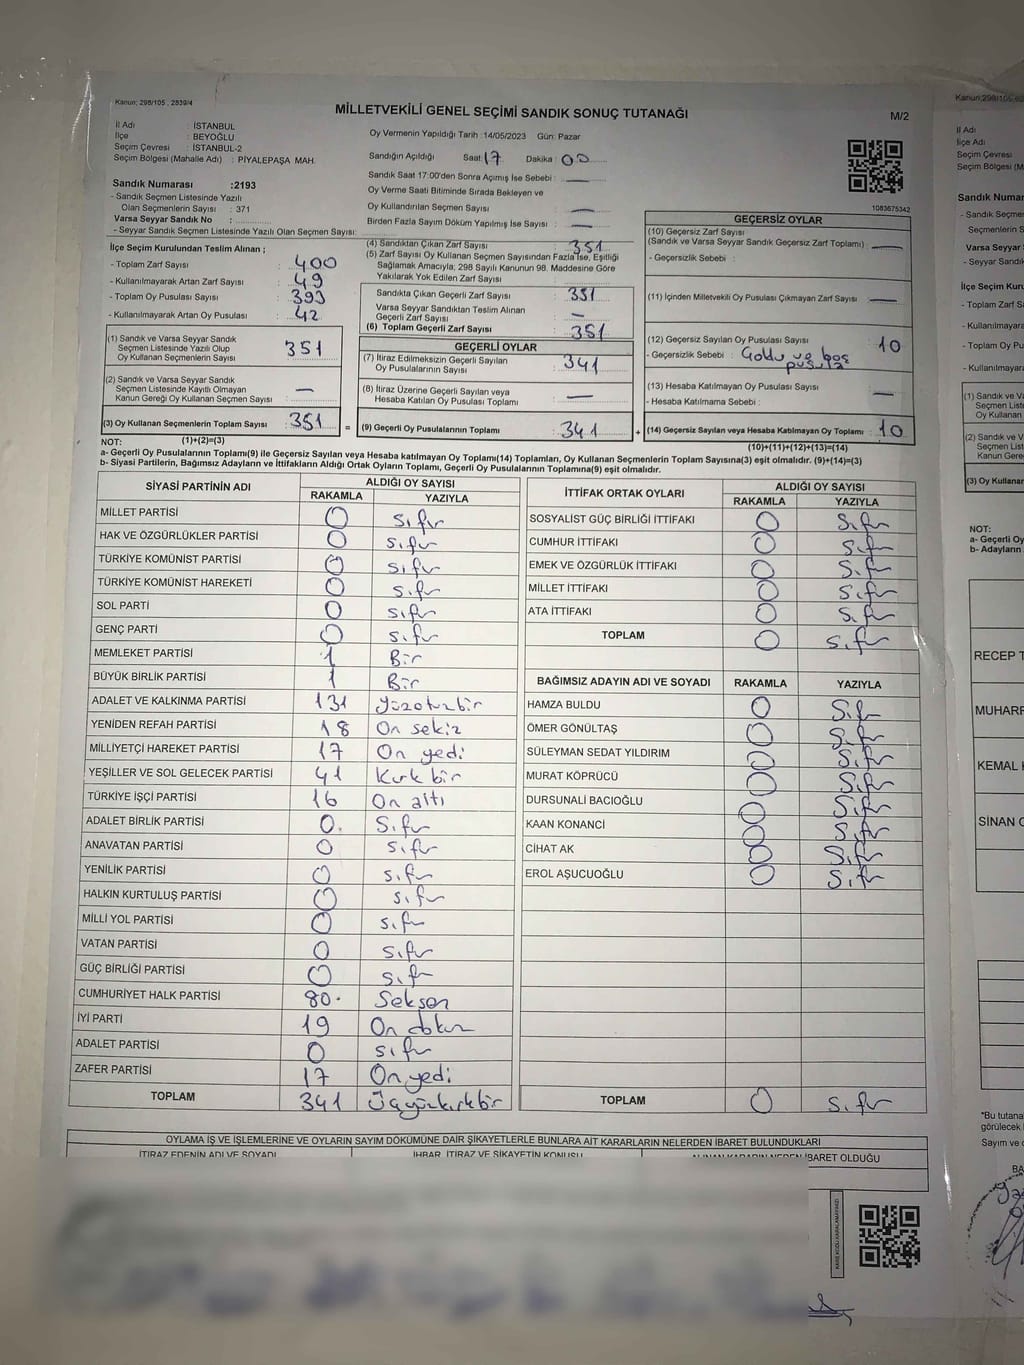 Kanun; 298/105 , 2839/4
MİLLETVEKİLİ GENEL SEÇİMİ SANDIK SONUÇ TUTANAĞI
M/2
İl Adı : İSTANBUL
İlçe : BEYOĞLU
Seçim Çevresi : İSTANBUL-2
Seçim Bölgesi (Mahalle Adı) : PİYALEPAŞA MAH.
Sandık Numarası :2193
- Sandık Seçmen Listesinde Yazılı
Olan Seçmenlerin Sayısı : 371
Varsa Seyyar Sandık No :
- Seyyar Sandık Seçmen Listesinde Yazılı Olan Seçmen Sayısı:
Oy Vermenin Yapıldığı Tarih :14/05/2023 Gün: Pazar
Sandığın Açıldığı Saat: 17 Dakika : 00
Sandık Saat 17:00'den Sonra Açımış İse Sebebi : —
Oy Verme Saati Bitiminde Sırada Bekleyen ve
Oy Kullandırılan Seçmen Sayısı : —
Birden Fazla Sayım Döküm Yapılmış İse Sayısı : —
1083675342
İlçe Seçim Kurulundan Teslim Alınan ;
- Toplam Zarf Sayısı : 400
- Kullanılmayarak Artan Zarf Sayısı : 49
- Toplam Oy Pusulası Sayısı : 393
- Kullanılmayarak Artan Oy Pusulası : 42
(1) Sandık ve Varsa Seyyar Sandık
Seçmen Listesinde Yazılı Olup
Oy Kullanan Seçmenlerin Sayısı : 351
(2) Sandık ve Varsa Seyyar Sandık
Seçmen Listesinde Kayıtlı Olmayan
Kanun Gereği Oy Kullanan Seçmen Sayısı : —
(3) Oy Kullanan Seçmenlerin Toplam Sayısı : 351
(1)+(2)=(3)
(4) Sandıktan Çıkan Zarf Sayısı : 351
(5) Zarf Sayısı Oy Kullanan Seçmen Sayısından Fazla İse, Eşitliği
Sağlamak Amacıyla; 298 Sayılı Kanunun 98. Maddesine Göre
Yakılarak Yok Edilen Zarf Sayısı :
Sandıkta Çıkan Geçerli Zarf Sayısı : 351
Varsa Seyyar Sandıktan Teslim Alınan
Geçerli Zarf Sayısı : —
(6) Toplam Geçerli Zarf Sayısı : 351
GEÇERLİ OYLAR
(7) İtiraz Edilmeksizin Geçerli Sayılan
Oy Pusulalarının Sayısı : 341
(8) İtiraz Üzerine Geçerli Sayılan veya
Hesaba Katılan Oy Pusulası Toplamı : —
= (9) Geçerli Oy Pusulalarının Toplamı : 341
GEÇERSİZ OYLAR
(10) Geçersiz Zarf Sayısı
(Sandık ve Varsa Seyyar Sandık Geçersiz Zarf Toplamı) : —
- Geçersizlik Sebebi :
(11) İçinden Milletvekili Oy Pusulası Çıkmayan Zarf Sayısı : —
(12) Geçersiz Sayılan Oy Pusulası Sayısı : 10
- Geçersizlik Sebebi : ve boş
pusula
(13) Hesaba Katılmayan Oy Pusulası Sayısı : —
- Hesaba Katılmama Sebebi :
+ (14) Geçersiz Sayılan veya Hesaba Katılmayan Oy Toplamı : 10
(10)+(11)+(12)+(13)=(14)
NOT:
a- Geçerli Oy Pusulalarının Toplamı(9) ile Geçersiz Sayılan veya Hesaba katılmayan Oy Toplamı(14) Toplamları, Oy Kullanan Seçmenlerin Toplam Sayısına(3) eşit olmalıdır. (9)+(14)=(3)
b- Siyasi Partilerin, Bağımsız Adayların ve İttifakların Aldığı Ortak Oyların Toplamı, Geçerli Oy Pusulalarının Toplamına(9) eşit olmalıdır.
SİYASİ PARTİNİN ADI ALDIĞI OY SAYISI
RAKAMLA YAZIYLA
MİLLET PARTİSİ 0 Sıfır
HAK VE ÖZGÜRLÜKLER PARTİSİ 0 Sıfır
TÜRKİYE KOMÜNİST PARTİSİ 0 Sıfır
TÜRKİYE KOMÜNİST HAREKETİ 0 Sıfır
SOL PARTİ 0 Sıfır
GENÇ PARTİ 0 Sıfır
MEMLEKET PARTİSİ 1 Bir
BÜYÜK BİRLİK PARTİSİ 1 Bir
ADALET VE KALKINMA PARTİSİ 131 Yüzotuzbir
YENİDEN REFAH PARTİSİ 18 On sekiz
MİLLİYETÇİ HAREKET PARTİSİ 17 On yedi
YEŞİLLER VE SOL GELECEK PARTİSİ 41 Kırk bir
TÜRKİYE İŞÇİ PARTİSİ 16 On altı
ADALET BİRLİK PARTİSİ 0. Sıfır
ANAVATAN PARTİSİ 0 Sıfır
YENİLİK PARTİSİ 0 Sıfır
HALKIN KURTULUŞ PARTİSİ 0 Sıfır
MİLLİ YOL PARTİSİ 0 Sıfır
VATAN PARTİSİ 0 Sıfır
GÜÇ BİRLİĞİ PARTİSİ 0 Sıfır
CUMHURİYET HALK PARTİSİ 80. Seksen
İYİ PARTİ 19 On dokuz
ADALET PARTİSİ 0 Sıfır
ZAFER PARTİSİ 17 On yedi
TOPLAM 341 Üçyüzkırkbir
İTTİFAK ORTAK OYLARI ALDIĞI OY SAYISI
RAKAMLA YAZIYLA
SOSYALİST GÜÇ BİRLİĞİ İTTİFAKI 0 Sıfır
CUMHUR İTTİFAKI 0 Sıfır
EMEK VE ÖZGÜRLÜK İTTİFAKI 0 Sıfır
MİLLET İTTİFAKI 0 Sıfır
ATA İTTİFAKI 0 Sıfır
TOPLAM 0 Sıfır
BAĞIMSIZ ADAYIN ADI VE SOYADI RAKAMLA YAZIYLA
HAMZA BULDU 0 Sıfır
ÖMER GÖNÜLTAŞ 0 Sıfır
SÜLEYMAN SEDAT YILDIRIM 0 Sıfır
MURAT KÖPRÜCÜ 0 Sıfır
DURSUNALİ BACIOĞLU 0 Sıfır
KAAN KONANCİ 0 Sıfır
CİHAT AK 0 Sıfır
EROL AŞUCUOĞLU 0 Sıfır
TOPLAM 0 Sıfır
OYLAMA İŞ VE İŞLEMLERİNE VE OYLARIN SAYIM DÖKÜMÜNE DAİR ŞİKAYETLERLE BUNLARA AİT KARARLARIN NELERDEN İBARET BULUNDUKLARI
İTİRAZ EDENİN ADI VE SOYADI İHBAR, İTİRAZ VE ŞİKAYETİN KONUSU ALINAN KARARIN NEDEN İBARET OLDUĞU
KARE KODU KARALAMAYINIZ!
Kanun; 298/105
İl Adı
İlçe Adı
Seçim Çevresi
Seçim Bölgesi (M
Sandık Numar
- Sandık Seçme
Seçmenlerin S
Varsa Seyyar
- Seyyar Sandık
İlçe Seçim Kuru
- Toplam Zarf S
- Kullanılmayar
- Toplam Oy Pu
- Kullanılmayara
(1) Sandık ve Va
Seçmen Liste
Oy Kullanan
(2) Sandık ve Va
Seçmen Liste
Kanun Gere
(3) Oy Kullanar
NOT:
a- Geçerli Oy
b- Adayların
RECEP T
MUHARR
KEMAL K
SİNAN O
*Bu tutana
görülecek
Sayım ve
BA